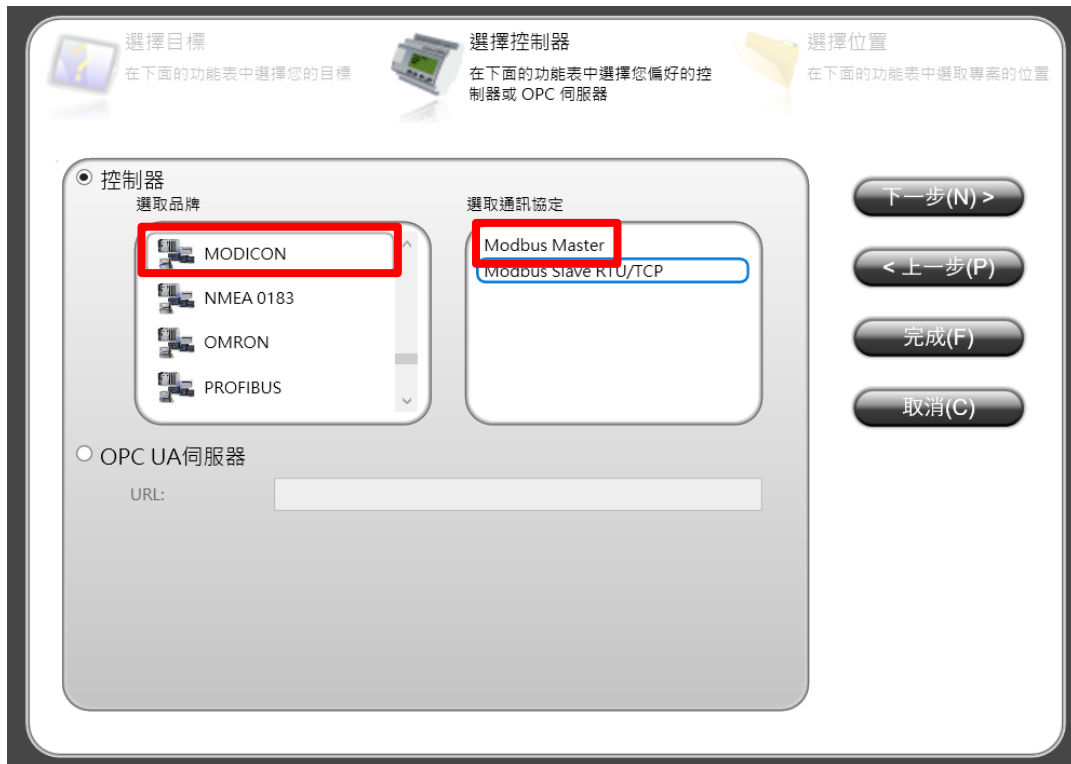 選擇目標
在下面的功能表中選擇您的目標
選擇控制器
在下面的功能表中選擇您偏好的控
制器或 OPC 伺服器
選擇位置
在下面的功能表中選取專案的位置
控制器
選取品牌
MODICON
NMEA 0183
OMRON
PROFIBUS
選取通訊協定
Modbus Master
Modbus Slave RTU/TCP
OPC UA伺服器
URL:
下一步(N) >
< 上一步(P)
完成(F)
取消(C)